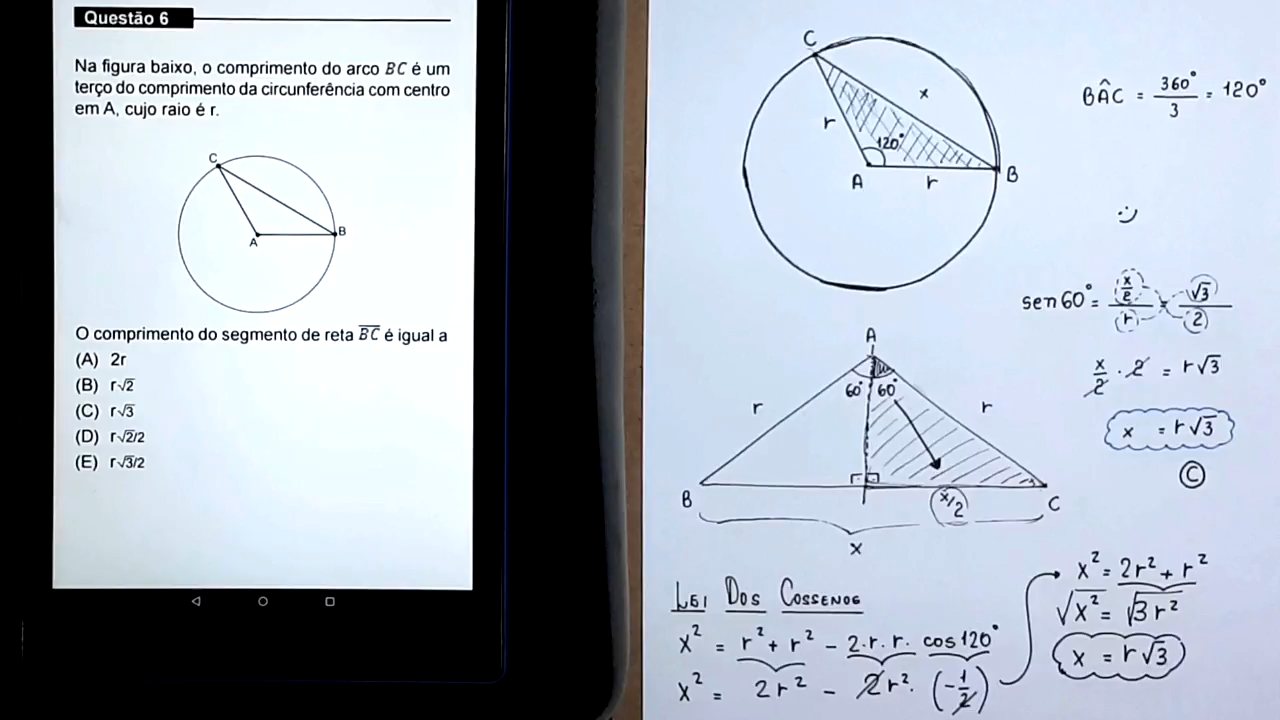 Questão 6
Na figura baixo, o comprimento do arco BC é um
terço do comprimento da circunferência com centro
em A, cujo raio é r.
C
A
B
O comprimento do segmento de reta B̅C̅ é igual a
(A) 2r
(B) r√2
(C) r√3
(D) r√2/2
(E) r√3/2
C
x
r
120°
A
r
B
BÂC = 360°/3 = 120°
sen 60° = (x/2)/r = √3/2
x/2 · 2 = r√3
x = r√3
C
A
60° 60°
r
r
B
x/2
C
x
LEI DOS COSSENOS
x² = r² + r² - 2.r.r. cos 120°
x² = 2r² - 2r². (-1/2)
x² = 2r² + r²
√x² = √3r²
x = r√3